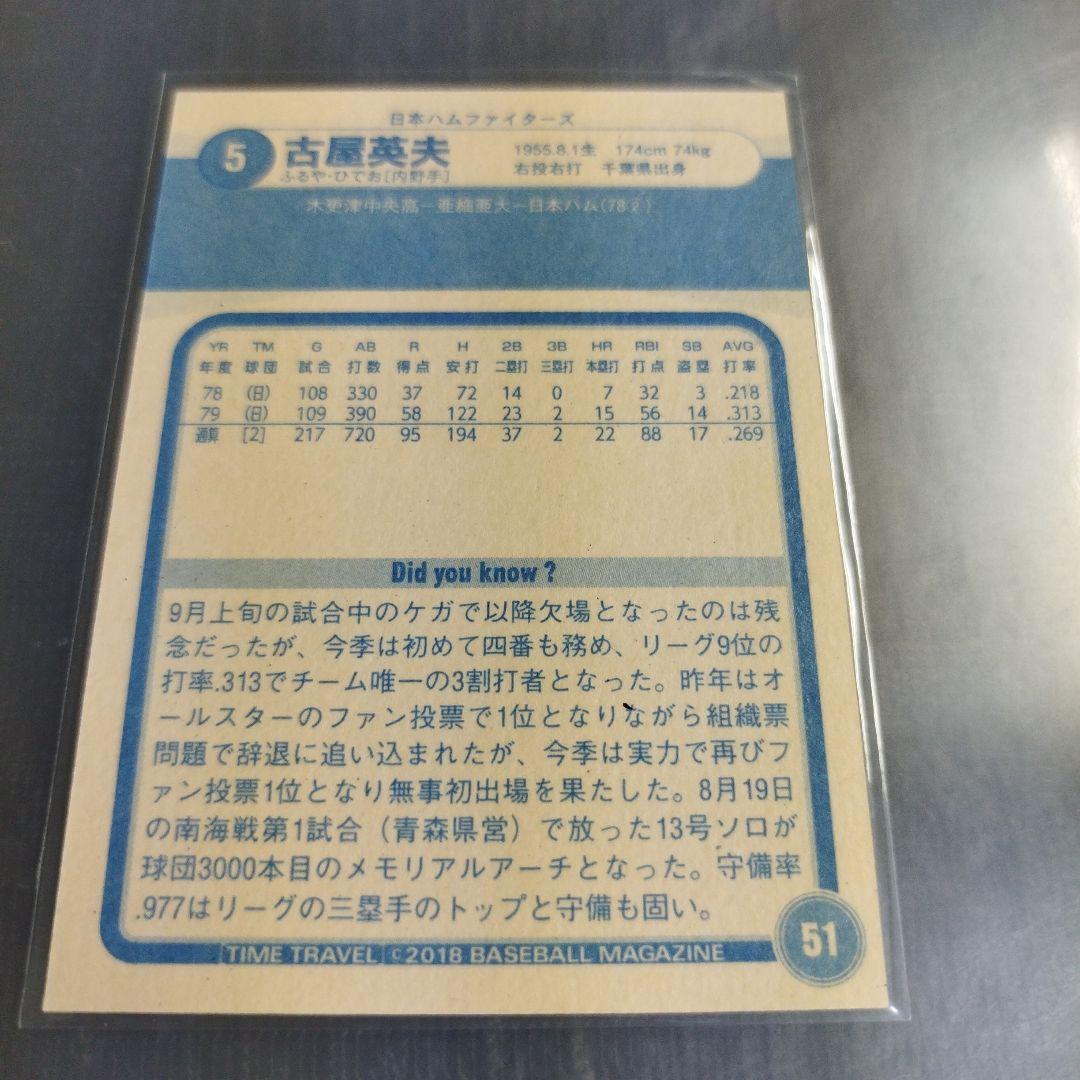 日本ハムファイターズ
5 古屋英夫 1955.8.1生 174cm 74kg
ふるや・ひでお[内野手] 右投右打 千葉県出身
木更津中央高－亜細亜大－日本ハム(78②)
YR TM G AB R H 2B 3B HR RBI SB AVG
年度 球団 試合 打数 得点 安打 二塁打 三塁打 本塁打 打点 盗塁 打率
78 (日) 108 330 37 72 14 0 7 32 3 .218
79 (日) 109 390 58 122 23 2 15 56 14 .313
通算 [2] 217 720 95 194 37 2 22 88 17 .269
Did you know ?
9月上旬の試合中のケガで以降欠場となったのは残
念だったが、今季は初めて四番も務め、リーグ9位の
打率.313でチーム唯一の3割打者となった。昨年はオ
ールスターのファン投票で1位となりながら組織票
問題で辞退に追い込まれたが、今季は実力で再びフ
ァン投票1位となり無事初出場を果たした。8月19日
の南海戦第1試合（青森県営）で放った13号ソロが
球団3000本目のメモリアルアーチとなった。守備率
.977はリーグの三塁手のトップと守備も固い。
TIME TRAVEL ©2018 BASEBALL MAGAZINE
51